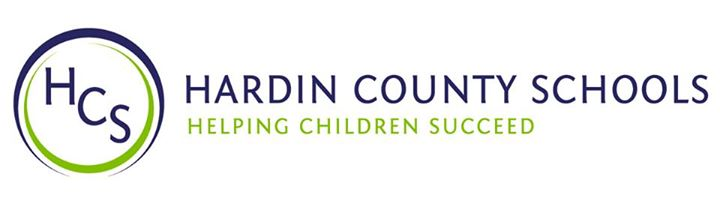 HCS
HARDIN COUNTY SCHOOLS
HELPING CHILDREN SUCCEED